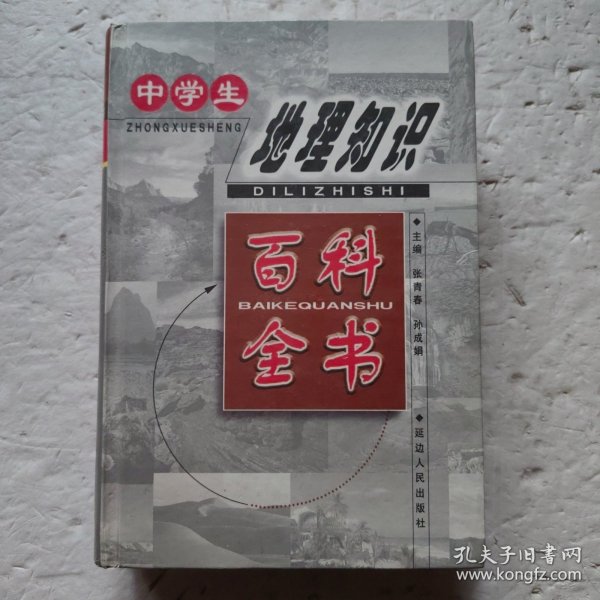 中学生
ZHONGXUESHENG
地理知识
DILIZHISHI
百科
BAIKEQUANSHU
全书
◆主编 张青春 孙成娟
◆延边人民出版社
孔夫子旧书网
www.kongfz.com